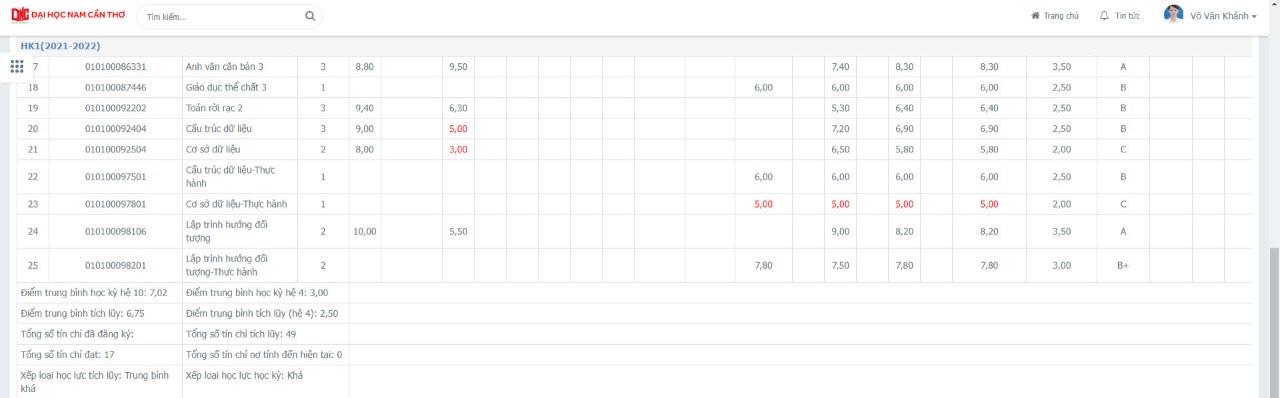 DNC ĐẠI HỌC NAM CẦN THƠ Tìm kiếm... Trang chủ Tin tức Võ Văn Khánh
HK1(2021-2022)
7 010100086331 Anh văn căn bản 3 3 8,80 9,50 7,40 8,30 8,30 3,50 A
18 010100087446 Giáo dục thể chất 3 1 6,00 6,00 6,00 6,00 2,50 B
19 010100092202 Toán rời rạc 2 3 9,40 6,30 5,30 6,40 6,40 2,50 B
20 010100092404 Cấu trúc dữ liệu 3 9,00 5,00 7,20 6,90 6,90 2,50 B
21 010100092504 Cơ sở dữ liệu 2 8,00 3,00 6,50 5,80 5,80 2,00 C
22 010100097501 Cấu trúc dữ liệu-Thực hành 1 6,00 6,00 6,00 6,00 2,50 B
23 010100097801 Cơ sở dữ liệu-Thực hành 1 5,00 5,00 5,00 5,00 2,00 C
24 010100098106 Lập trình hướng đối tượng 2 10,00 5,50 9,00 8,20 8,20 3,50 A
25 010100098201 Lập trình hướng đối tượng-Thực hành 2 7,80 7,50 7,80 7,80 3,00 B+
Điểm trung bình học kỳ hệ 10: 7,02 Điểm trung bình học kỳ hệ 4: 3,00
Điểm trung bình tích lũy: 6,75 Điểm trung bình tích lũy (hệ 4): 2,50
Tổng số tín chỉ đã đăng ký: Tổng số tín chỉ tích lũy: 49
Tổng số tín chỉ đạt: 17 Tổng số tín chỉ nợ tính đến hiện tại: 0
Xếp loại học lực tích lũy: Trung bình khá Xếp loại học lực học kỳ: Khá